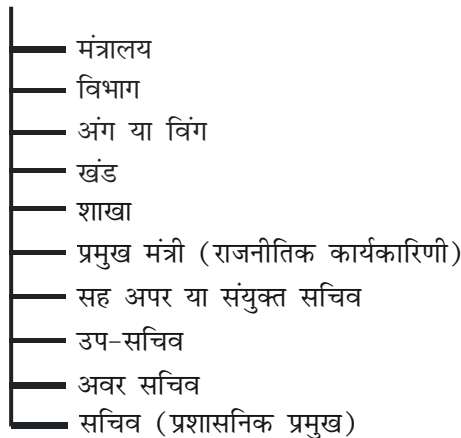 मंत्रालय
विभाग
अंग या विंग
खंड
शाखा
प्रमुख मंत्री (राजनीतिक कार्यकारिणी)
सह अपर या संयुक्त सचिव
उप-सचिव
अवर सचिव
सचिव (प्रशासनिक प्रमुख)